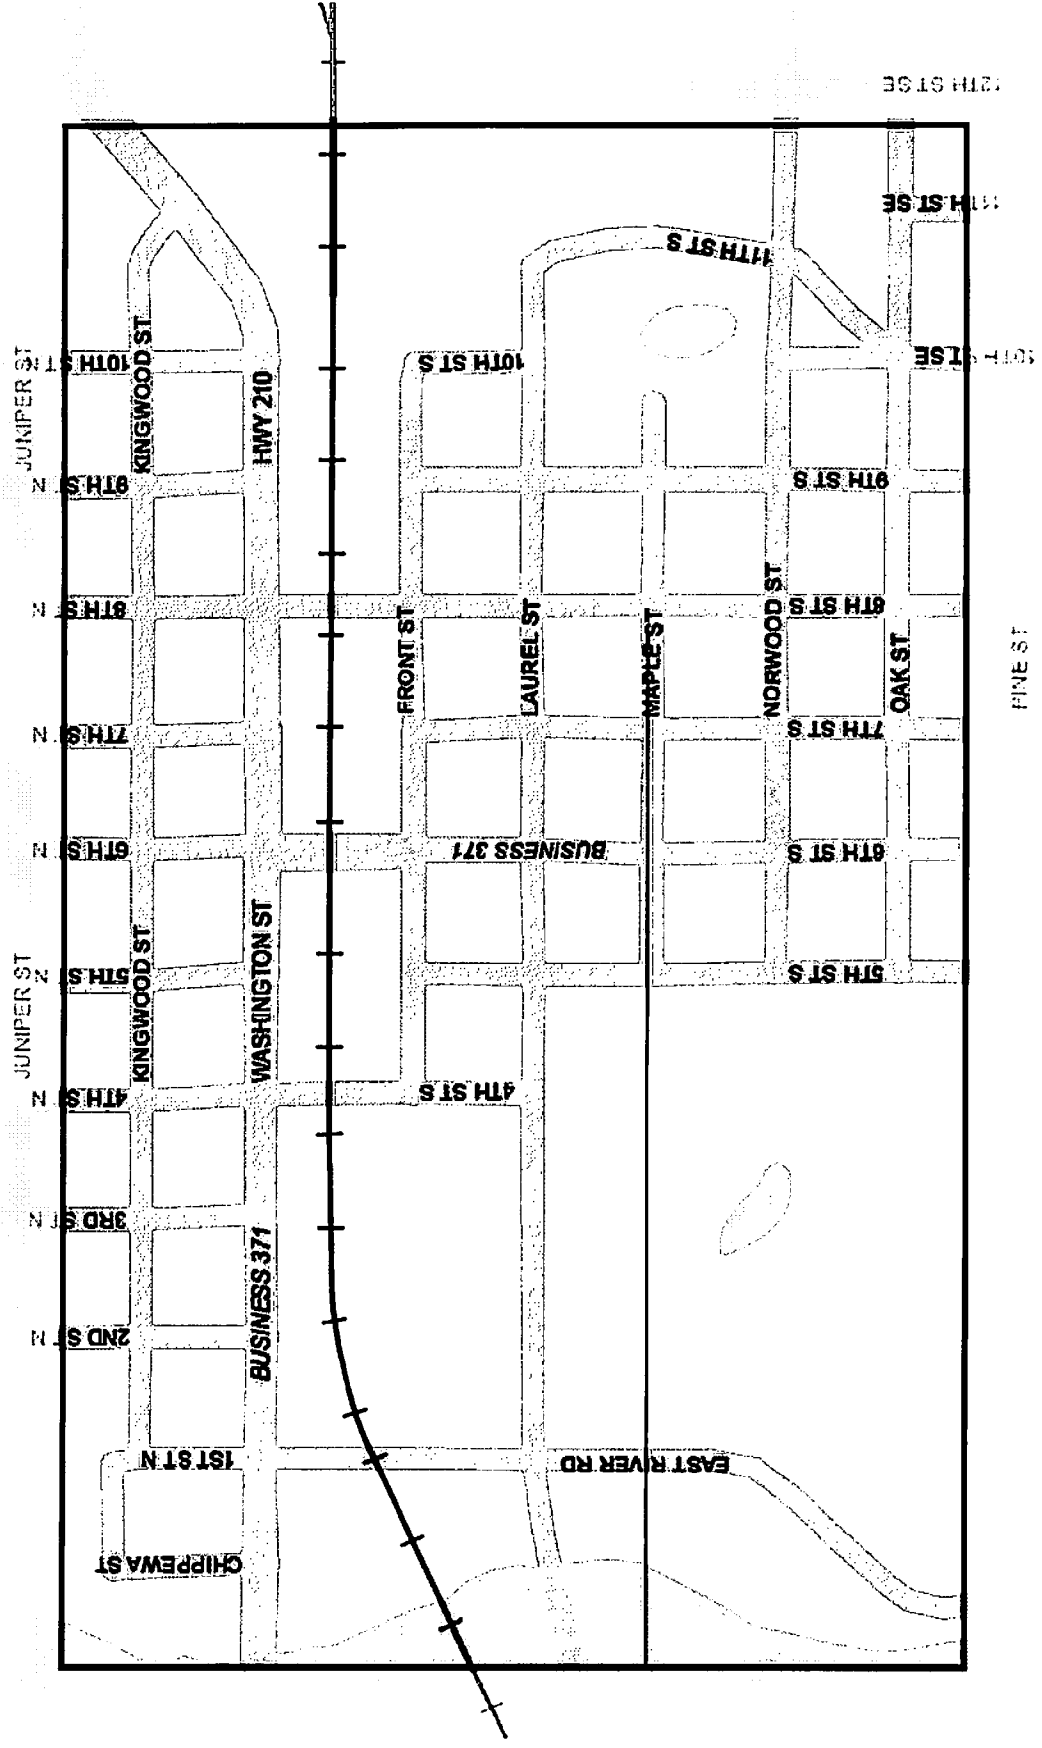 12TH ST SE
11TH ST SE
11TH ST S
KINGWOOD ST
JUNIPER ST
10TH ST N
10TH ST S
10TH ST SE
HWY 210
9TH ST N
9TH ST S
8TH ST N
8TH ST S
FRONT ST
LAUREL ST
MAPLE ST
NORWOOD ST
OAK ST
PINE ST
7TH ST N
7TH ST S
6TH ST N
BUSINESS 371
6TH ST S
KINGWOOD ST
WASHINGTON ST
JUNIPER ST
5TH ST N
5TH ST S
4TH ST N
4TH ST S
3RD ST N
BUSINESS 371
2ND ST N
1ST ST N
EAST RIVER RD
CHIPPEWA ST